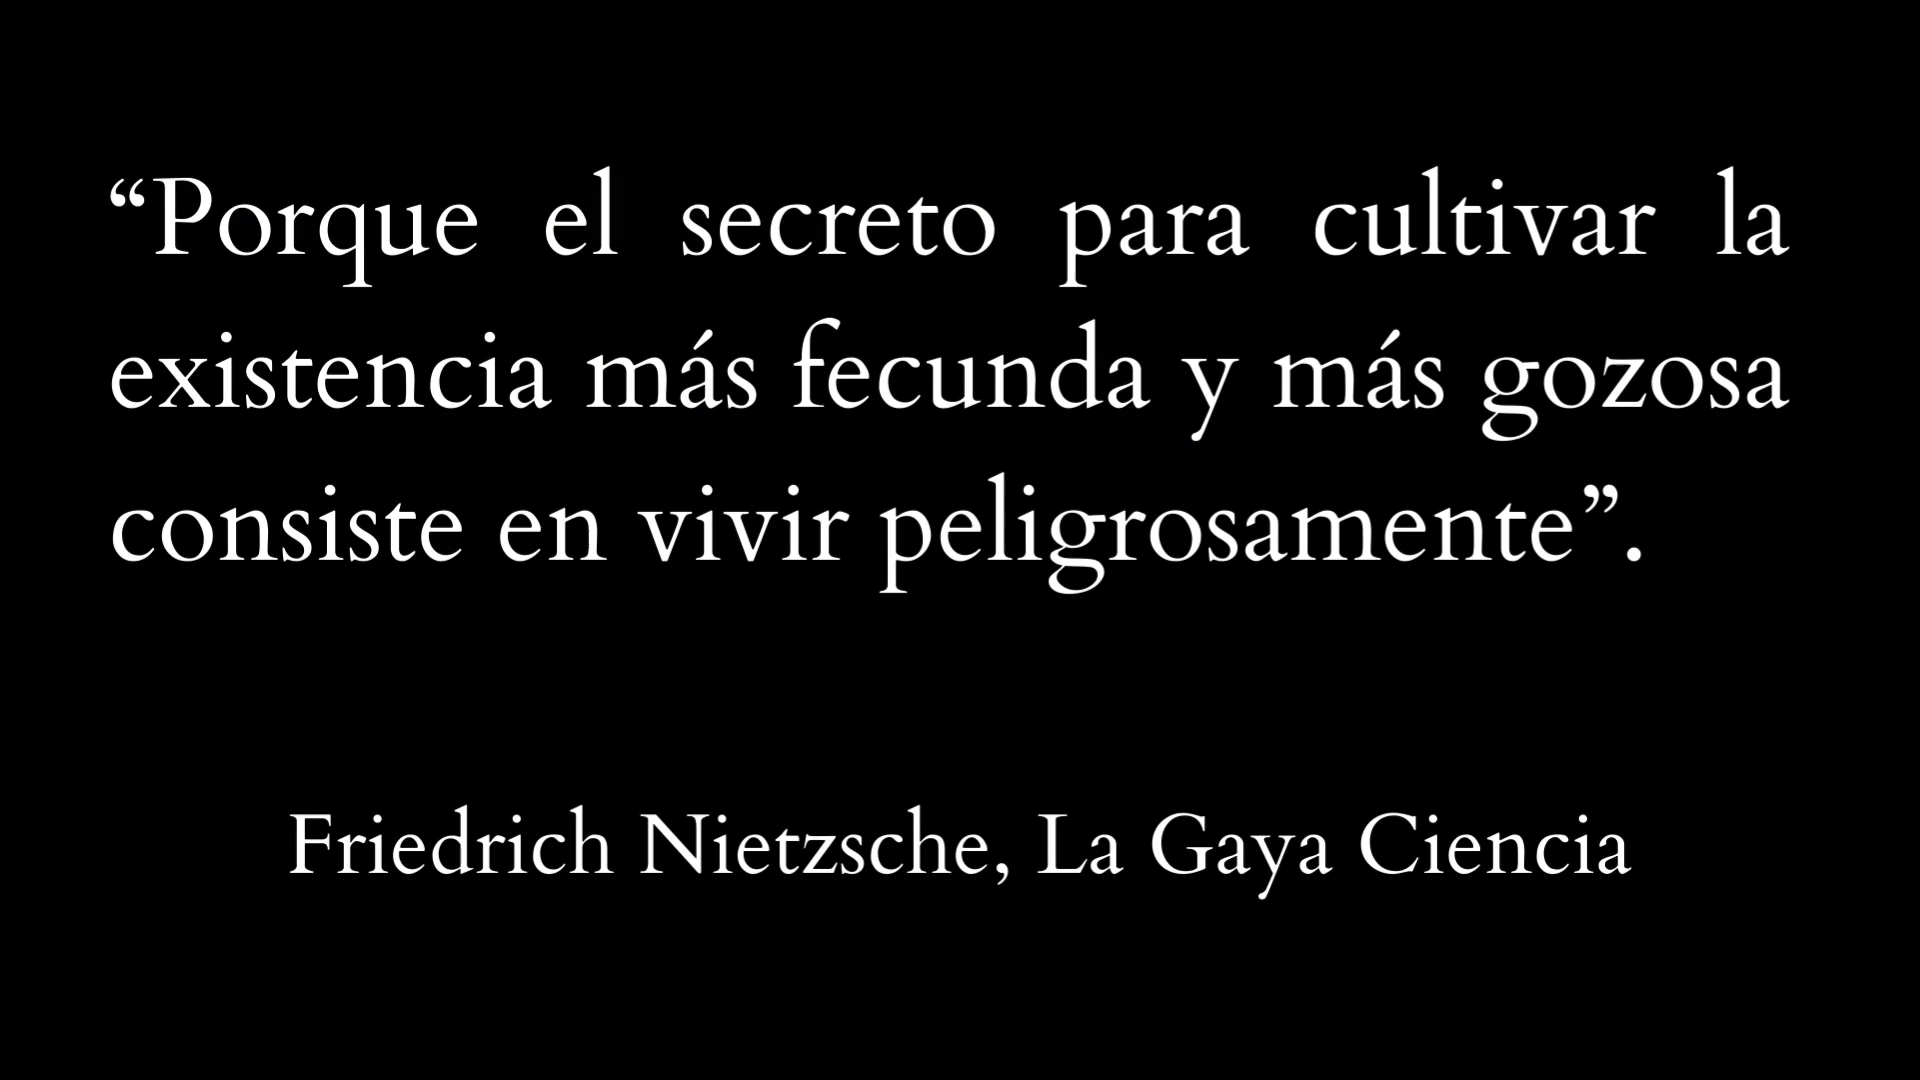 “Porque el secreto para cultivar la
existencia más fecunda y más gozosa
consiste en vivir peligrosamente”.
Friedrich Nietzsche, La Gaya Ciencia